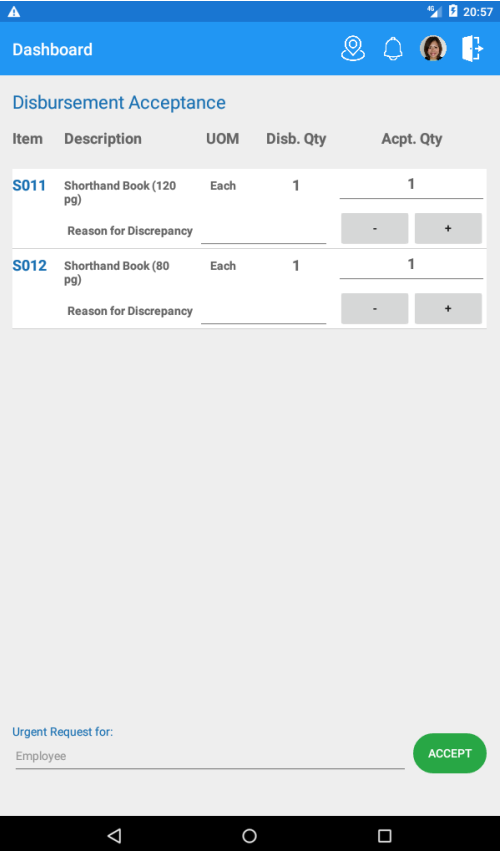 4G 20:57
Dashboard
Disbursement Acceptance
Item Description UOM Disb. Qty Acpt. Qty
S011 Shorthand Book (120 pg) Each 1 1
Reason for Discrepancy - +
S012 Shorthand Book (80 pg) Each 1 1
Reason for Discrepancy - +
Urgent Request for:
Employee
ACCEPT